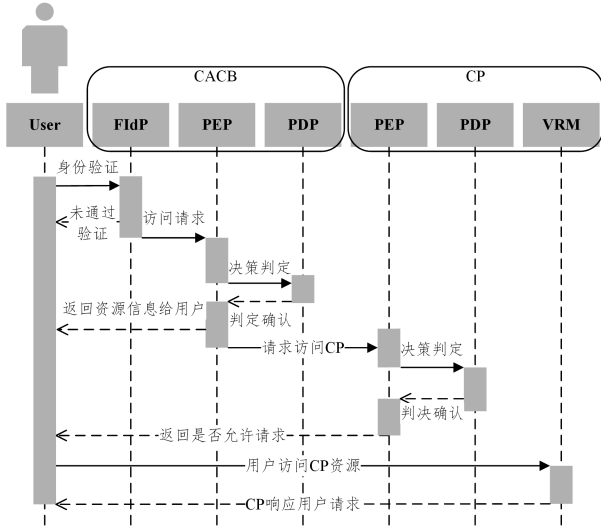 CACB
CP
User
FIdP
PEP
PDP
PEP
PDP
VRM
身份验证
未通过
验证
访问请求
决策判定
返回资源信息给用户
判定确认
请求访问CP
决策判定
判决确认
返回是否允许请求
用户访问CP资源
CP响应用户请求